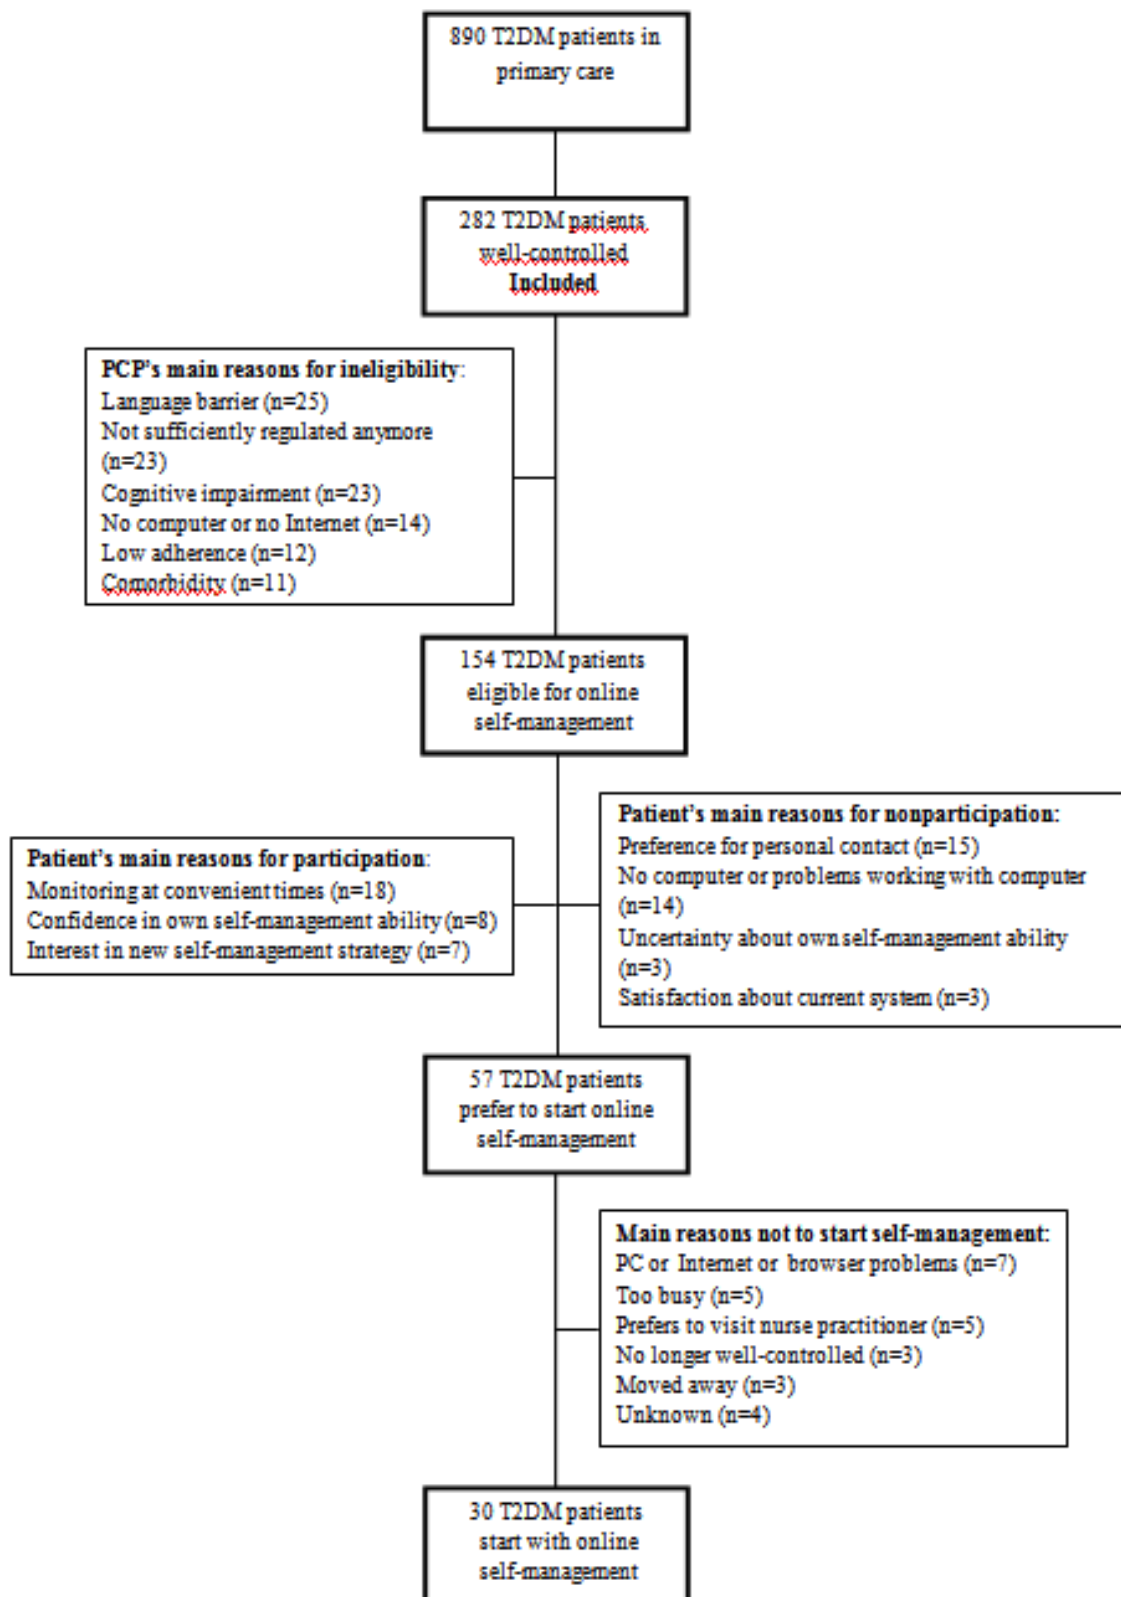 890 T2DM patients in
primary care
282 T2DM patients
well-controlled
Included
PCP's main reasons for ineligibility:
Language barrier (n=25)
Not sufficiently regulated anymore
(n=23)
Cognitive impairment (n=23)
No computer or no Internet (n=14)
Low adherence (n=12)
Comorbidity (n=11)
154 T2DM patients
eligible for online
self-management
Patient's main reasons for participation:
Monitoring at convenient times (n=18)
Confidence in own self-management ability (n=8)
Interest in new self-management strategy (n=7)
Patient's main reasons for nonparticipation:
Preference for personal contact (n=15)
No computer or problems working with computer
(n=14)
Uncertainty about own self-management ability
(n=3)
Satisfaction about current system (n=3)
57 T2DM patients
prefer to start online
self-management
Main reasons not to start self-management:
PC or Internet or browser problems (n=7)
Too busy (n=5)
Prefers to visit nurse practitioner (n=5)
No longer well-controlled (n=3)
Moved away (n=3)
Unknown (n=4)
30 T2DM patients
start with online
self-management